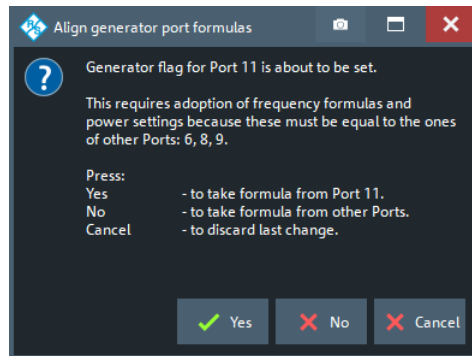 Align generator port formulas
Generator flag for Port 11 is about to be set.
This requires adoption of frequency formulas and
power settings because these must be equal to the ones
of other Ports: 6, 8, 9.
Press:
Yes - to take formula from Port 11.
No - to take formula from other Ports.
Cancel - to discard last change.
Yes No Cancel